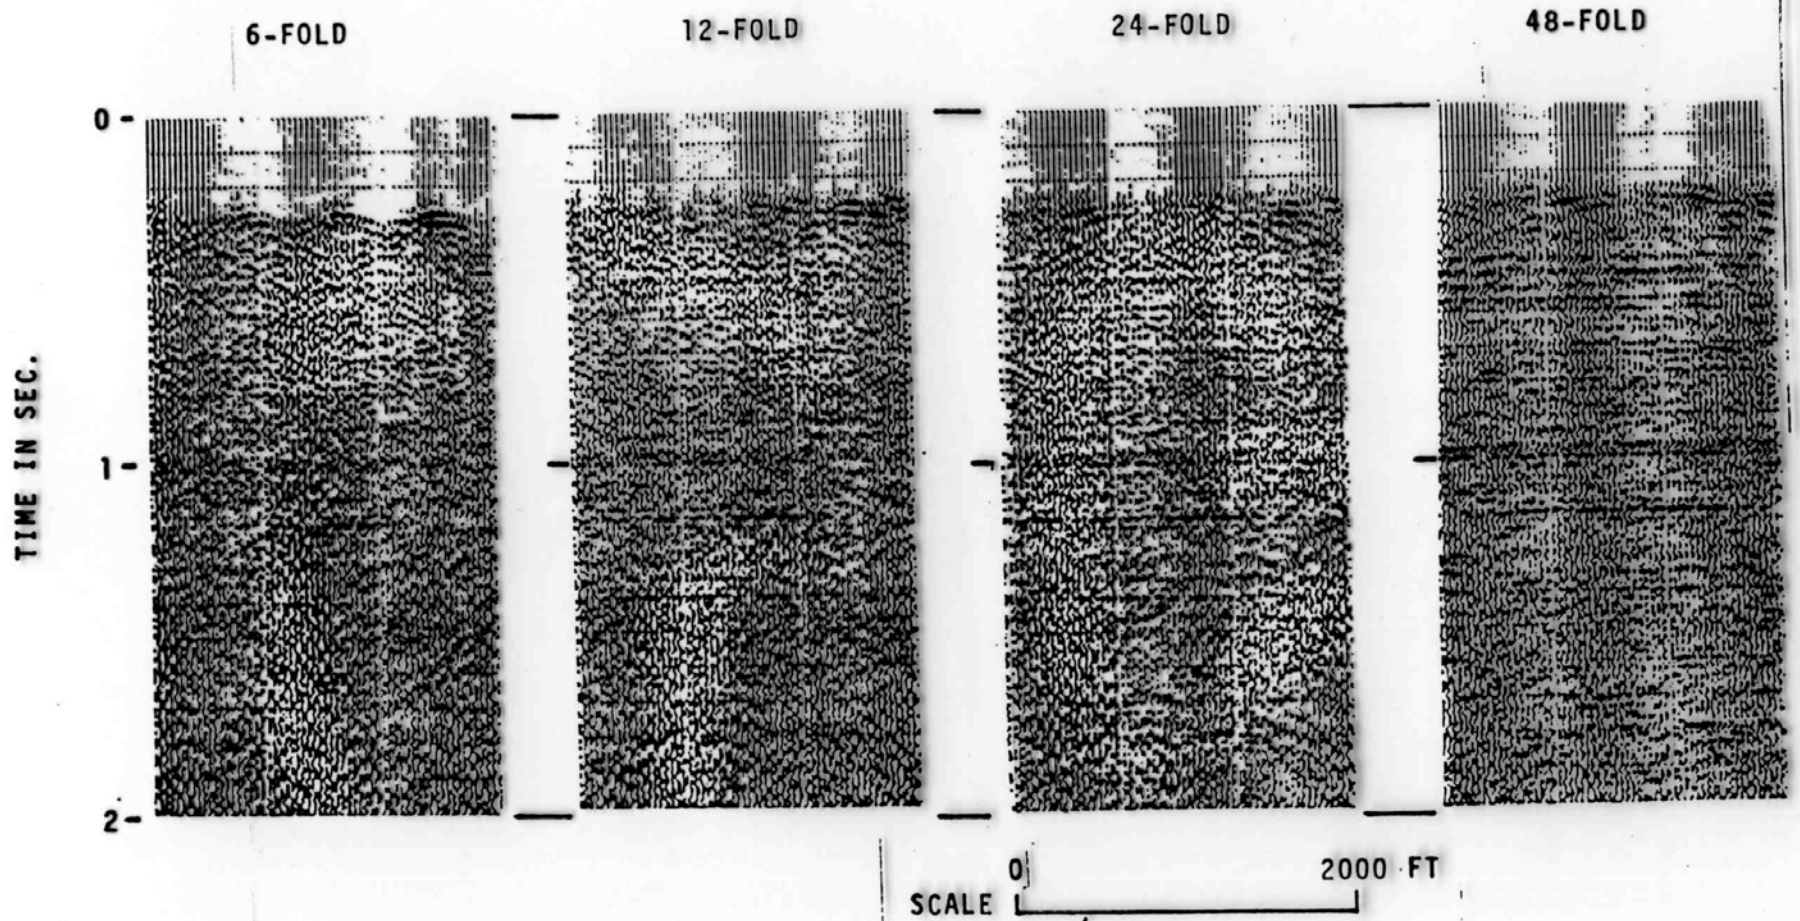 6-FOLD
12-FOLD
24-FOLD
48-FOLD
0
TIME IN SEC.
1
2
0 2000 FT
SCALE